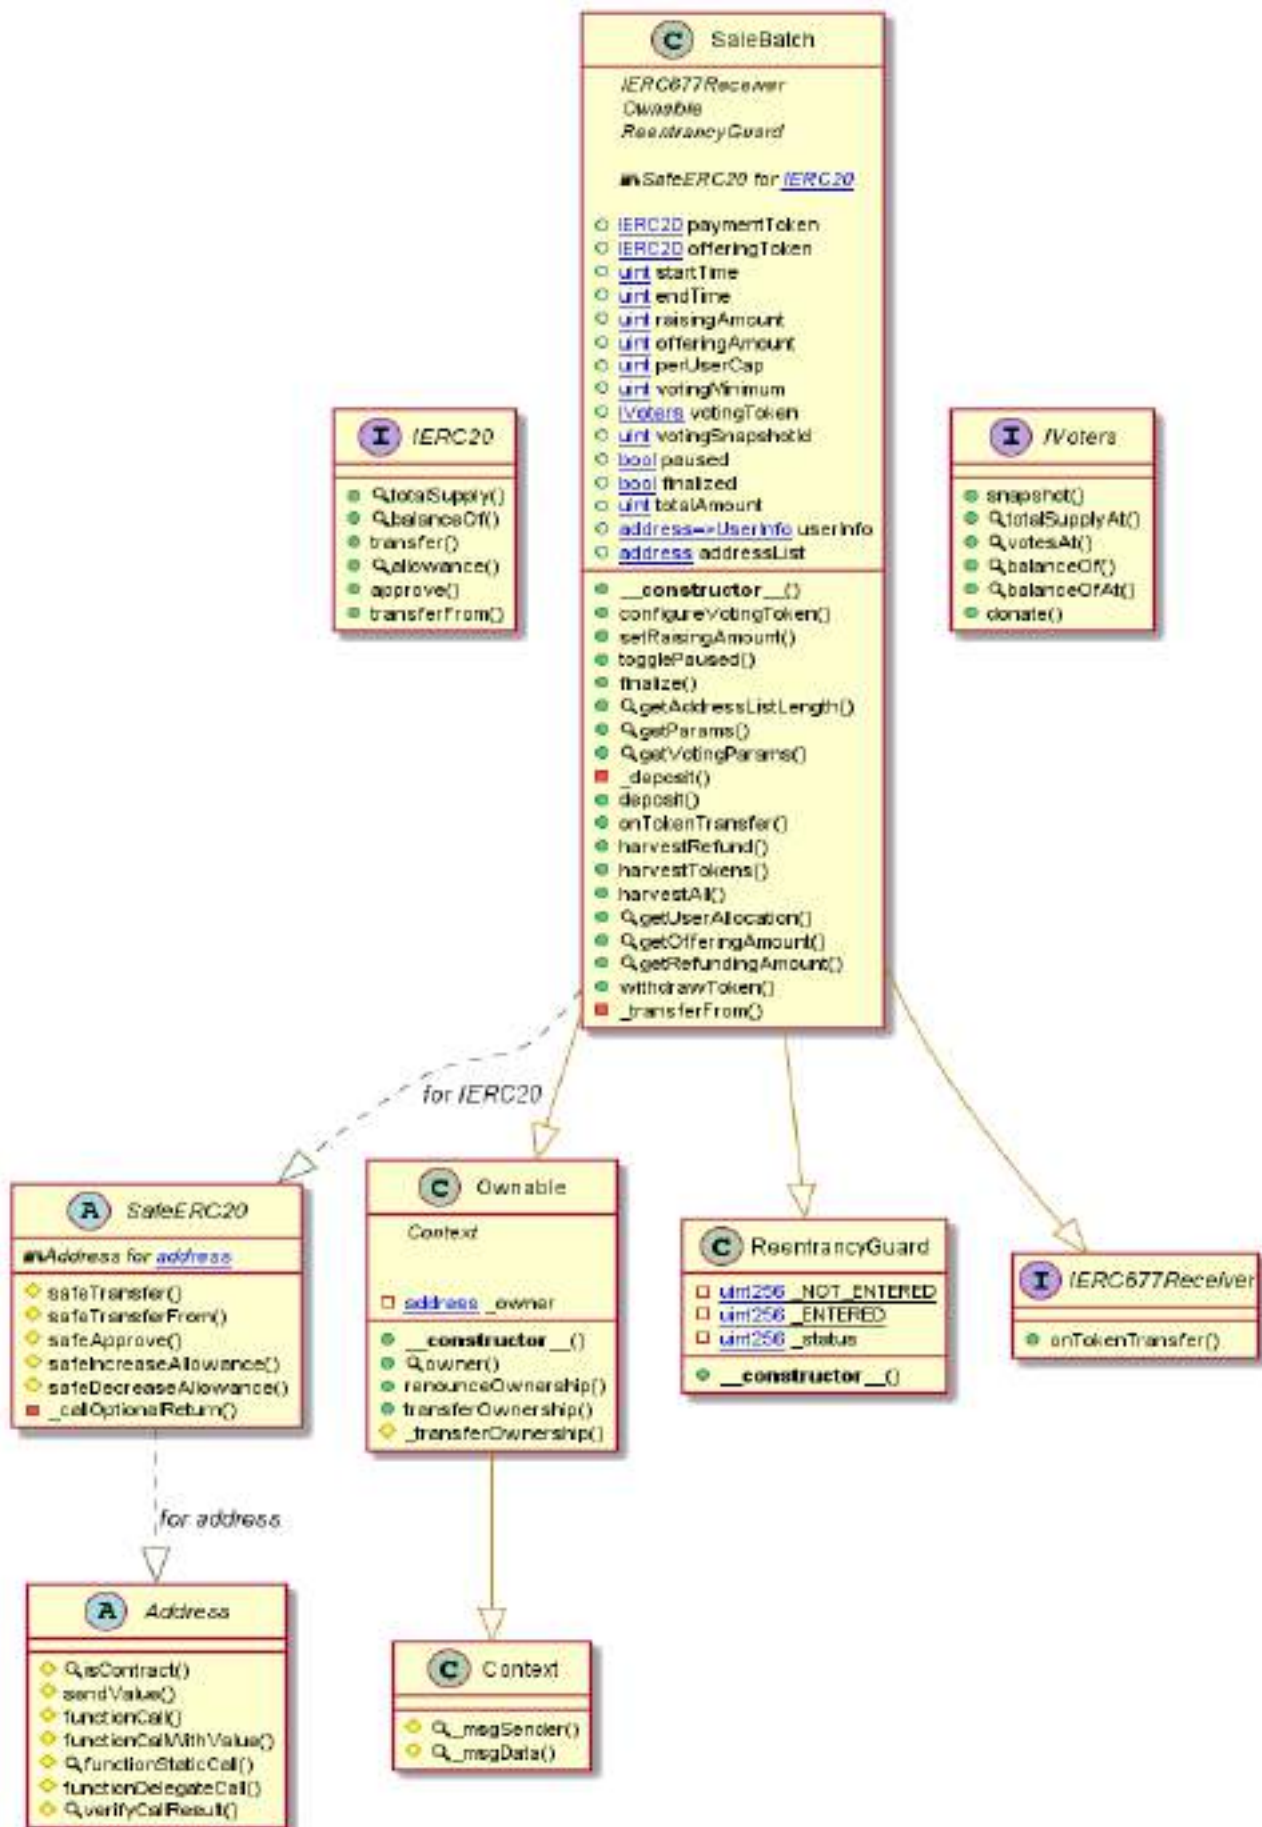 C SaleBatch
IERC677Receiver
Ownable
ReentrancyGuard
SafeERC20 for IERC20
IERC20 paymentToken
IERC20 offeringToken
uint startTime
uint endTime
uint raisingAmount
uint offeringAmount
uint perUserCap
uint votingMinimum
IVoters votingToken
uint votingSnapshotId
bool paused
bool finalized
uint totalAmount
address=>UserInfo userInfo
address addressList
__constructor__()
configureVotingToken()
setRaisingAmount()
togglePaused()
finalize()
getAddressListLength()
getParams()
getVotingParams()
_deposit()
deposit()
onTokenTransfer()
harvestRefund()
harvestTokens()
harvestAll()
getUserAllocation()
getOfferingAmount()
getRefundingAmount()
withdrawToken()
_transferFrom()
I IERC20
totalSupply()
balanceOf()
transfer()
allowance()
approve()
transferFrom()
I IVoters
snapshot()
totalSupplyAt()
votesAt()
balanceOf()
balanceOfAt()
donate()
for IERC20
A SafeERC20
Address for address
safeTransfer()
safeTransferFrom()
safeApprove()
safeIncreaseAllowance()
safeDecreaseAllowance()
_callOptionalReturn()
C Ownable
Context
address _owner
__constructor__()
owner()
renounceOwnership()
transferOwnership()
_transferOwnership()
C ReentrancyGuard
uint256 _NOT_ENTERED
uint256 _ENTERED
uint256 _status
__constructor__()
I IERC677Receiver
onTokenTransfer()
for address
A Address
isContract()
sendValue()
functionCall()
functionCallWithValue()
functionStaticCall()
functionDelegateCall()
verifyCallResult()
C Context
_msgSender()
_msgData()